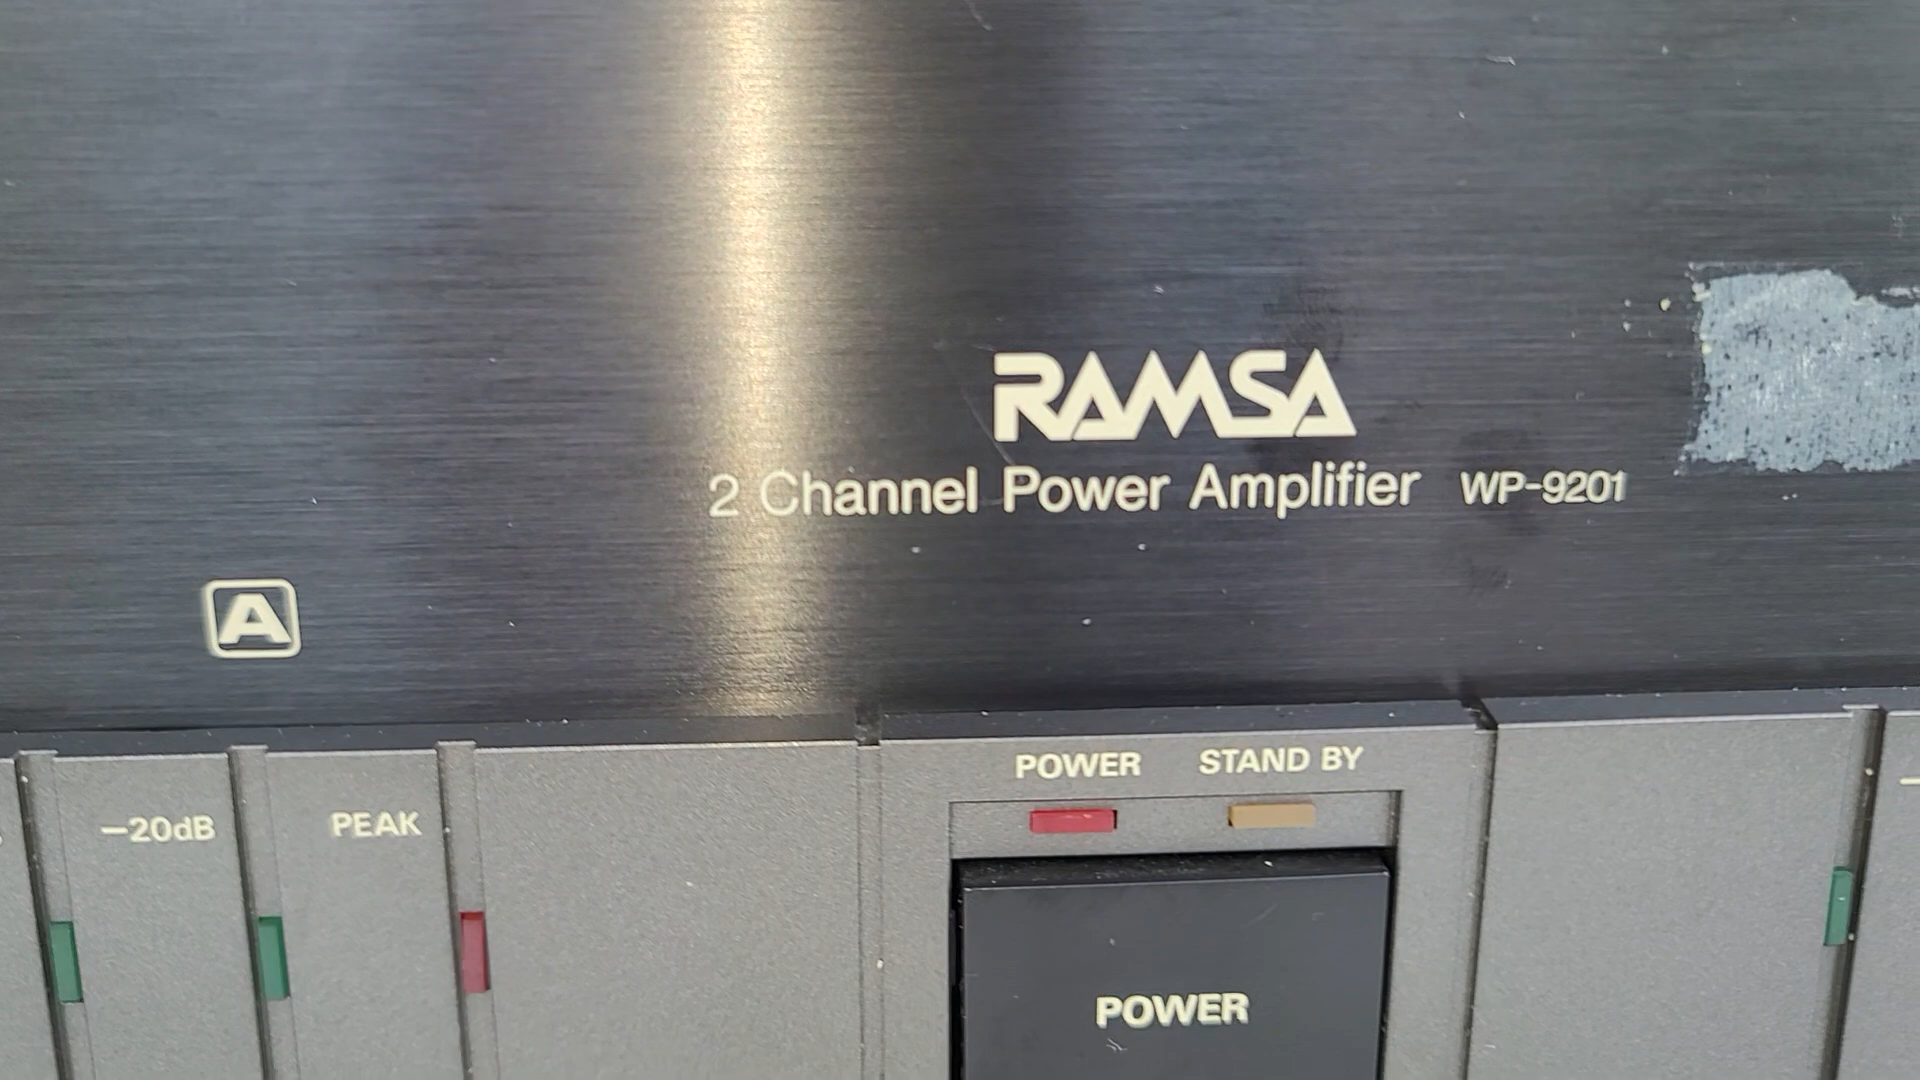 RAMSA
2 Channel Power Amplifier WP-9201
A
POWER STAND BY
-20dB PEAK
POWER